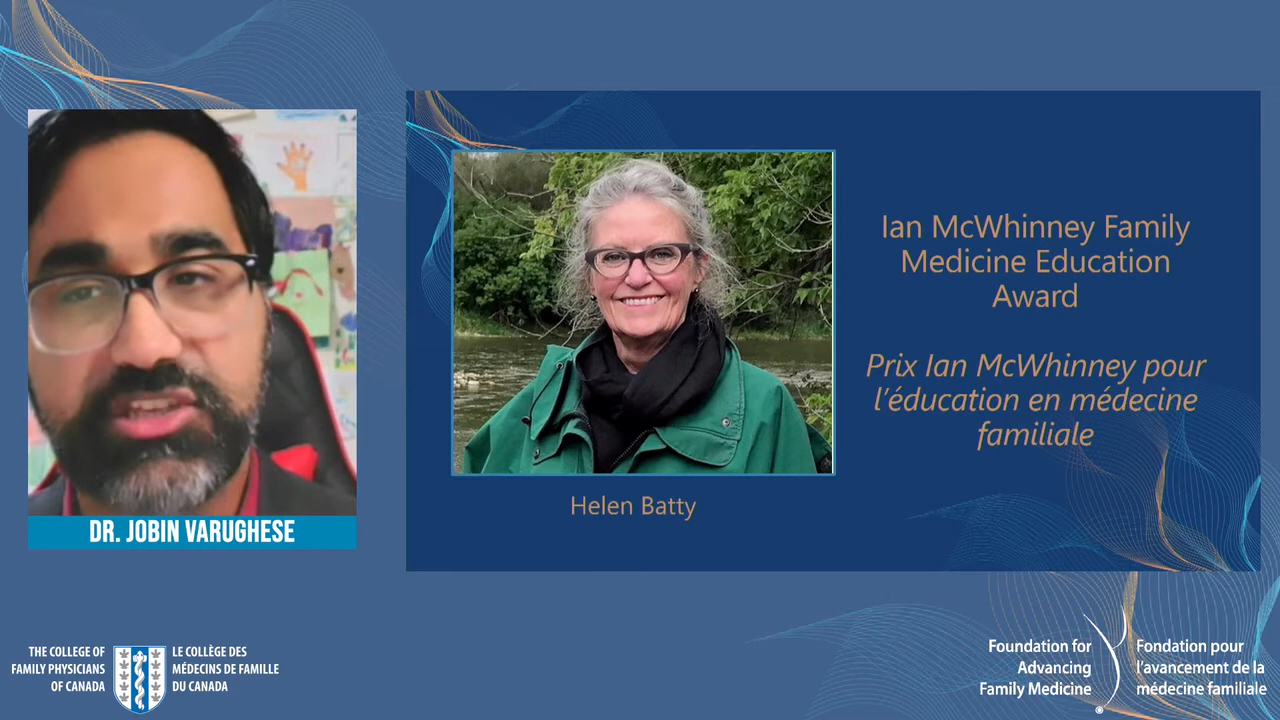 DR. JOBIN VARUGHESE
Helen Batty
Ian McWhinney Family
Medicine Education
Award
Prix Ian McWhinney pour
l'éducation en médecine
familiale
THE COLLEGE OF
FAMILY PHYSICIANS
OF CANADA
LE COLLÈGE DES
MÉDECINS DE FAMILLE
DU CANADA
Foundation for
Advancing
Family Medicine
Fondation pour
l'avancement de la
médecine familiale